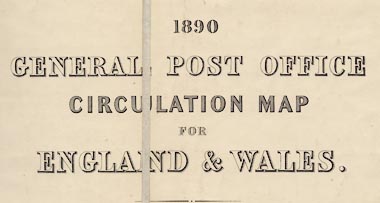 1890
GENERAL POST OFFICE
CIRCULATION MAP
FOR
ENGLAND & WALES.